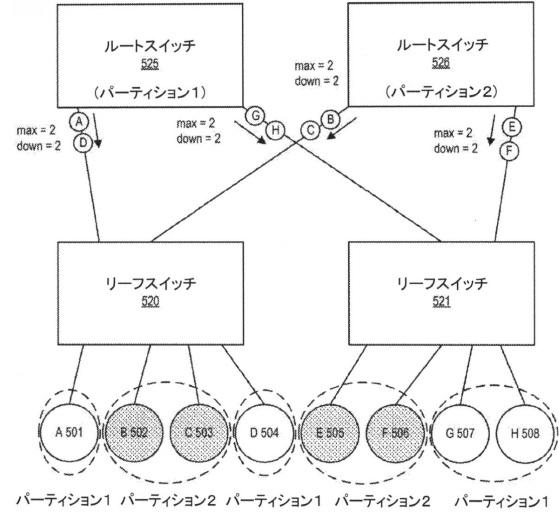 ルートスイッチ
525
(パーティション1)
ルートスイッチ
526
(パーティション2)
max = 2
down = 2
A
D
max = 2
down = 2
G
H
max = 2
down = 2
B
C
max = 2
down = 2
E
F
max = 2
down = 2
リーフスイッチ
520
リーフスイッチ
521
A 501
B 502
C 503
D 504
E 505
F 506
G 507
H 508
パーティション1 パーティション2 パーティション1 パーティション2 パーティション1